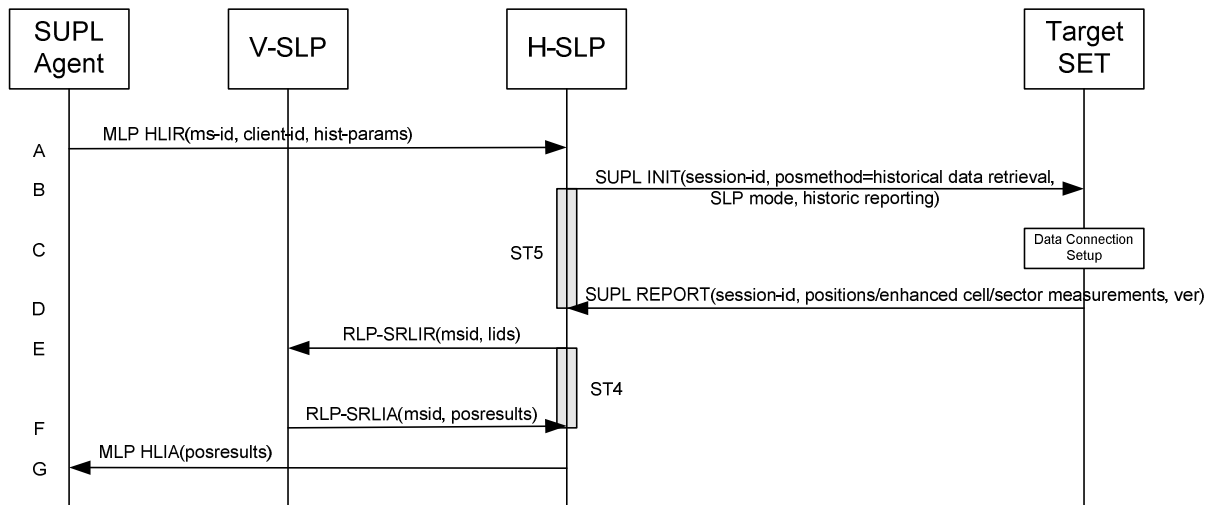 SUPL
Agent
V-SLP
H-SLP
Target
SET
A
MLP HLIR(ms-id, client-id, hist-params)
B
SUPL INIT(session-id, posmethod=historical data retrieval,
SLP mode, historic reporting)
C
ST5
Data Connection
Setup
D
SUPL REPORT(session-id, positions/enhanced cell/sector measurements, ver)
E
RLP-SRLIR(msid, lids)
ST4
F
RLP-SRLIA(msid, posresults)
G
MLP HLIA(posresults)